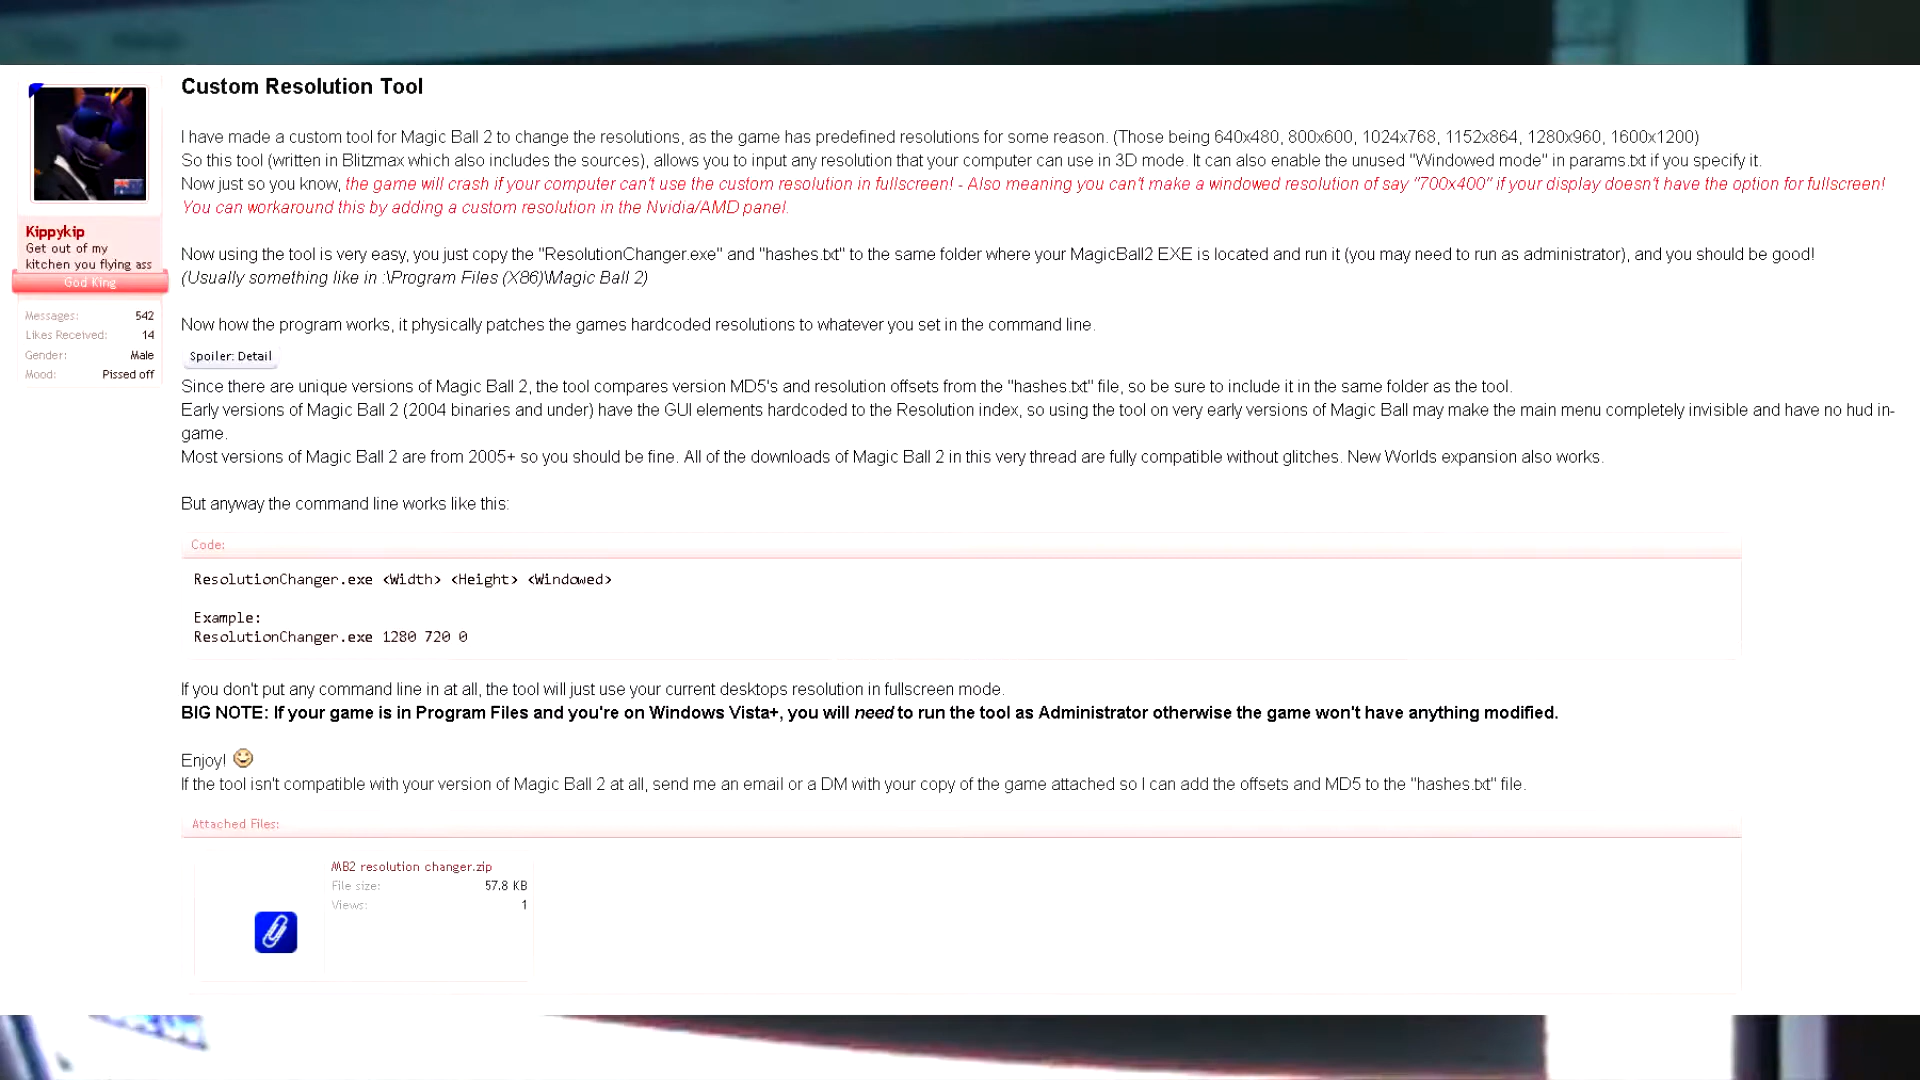 Custom Resolution Tool
I have made a custom tool for Magic Ball 2 to change the resolutions, as the game has predefined resolutions for some reason. (Those being 640x480, 800x600, 1024x768, 1152x864, 1280x960, 1600x1200)
So this tool (written in Blitzmax which also includes the sources), allows you to input any resolution that your computer can use in 3D mode. It can also enable the unused "Windowed mode" in params.txt if you specify it.
Now just so you know, the game will crash if your computer can't use the custom resolution in fullscreen! - Also meaning you can't make a windowed resolution of say "700x400" if your display doesn't have the option for fullscreen!
You can workaround this by adding a custom resolution in the Nvidia/AMD panel.
Kippykip
Get out of my
kitchen you flying ass
God King
Messages: 542
Likes Received: 14
Gender: Male
Mood: Pissed off
Now using the tool is very easy, you just copy the "ResolutionChanger.exe" and "hashes.txt" to the same folder where your MagicBall2 EXE is located and run it (you may need to run as administrator), and you should be good!
(Usually something like in :\Program Files (X86)\Magic Ball 2)
Now how the program works, it physically patches the games hardcoded resolutions to whatever you set in the command line.
Spoiler: Detail
Since there are unique versions of Magic Ball 2, the tool compares version MD5's and resolution offsets from the "hashes.txt" file, so be sure to include it in the same folder as the tool.
Early versions of Magic Ball 2 (2004 binaries and under) have the GUI elements hardcoded to the Resolution index, so using the tool on very early versions of Magic Ball may make the main menu completely invisible and have no hud in-
game.
Most versions of Magic Ball 2 are from 2005+ so you should be fine. All of the downloads of Magic Ball 2 in this very thread are fully compatible without glitches. New Worlds expansion also works.
But anyway the command line works like this:
Code:
ResolutionChanger.exe <Width> <Height> <Windowed>
Example:
ResolutionChanger.exe 1280 720 0
If you don't put any command line in at all, the tool will just use your current desktops resolution in fullscreen mode.
BIG NOTE: If your game is in Program Files and you're on Windows Vista+, you will need to run the tool as Administrator otherwise the game won't have anything modified.
Enjoy!
If the tool isn't compatible with your version of Magic Ball 2 at all, send me an email or a DM with your copy of the game attached so I can add the offsets and MD5 to the "hashes.txt" file.
Attached Files:
MB2 resolution changer.zip
File size: 57.8 KB
Views: 1